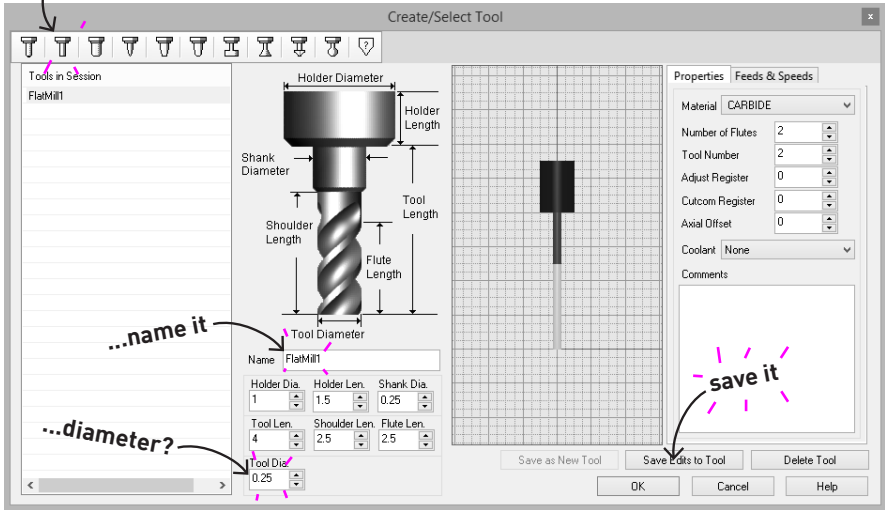 Create/Select Tool
x
?
Tools in Session
FlatMill1
Holder Diameter
Holder
Length
Shank
Diameter
Tool
Length
Shoulder
Length
Flute
Length
Tool Diameter
...name it
Name FlatMill1
Holder Dia. Holder Len. Shank Dia.
1 1.5 0.25
Tool Len. Shoulder Len. Flute Len.
4 2.5 2.5
...diameter?
Tool Dia.
0.25
Properties Feeds & Speeds
Material CARBIDE
Number of Flutes 2
Tool Number 2
Adjust Register 0
Cutcom Register 0
Axial Offset 0
Coolant None
Comments
save it
Save as New Tool Save Edits to Tool Delete Tool
OK Cancel Help